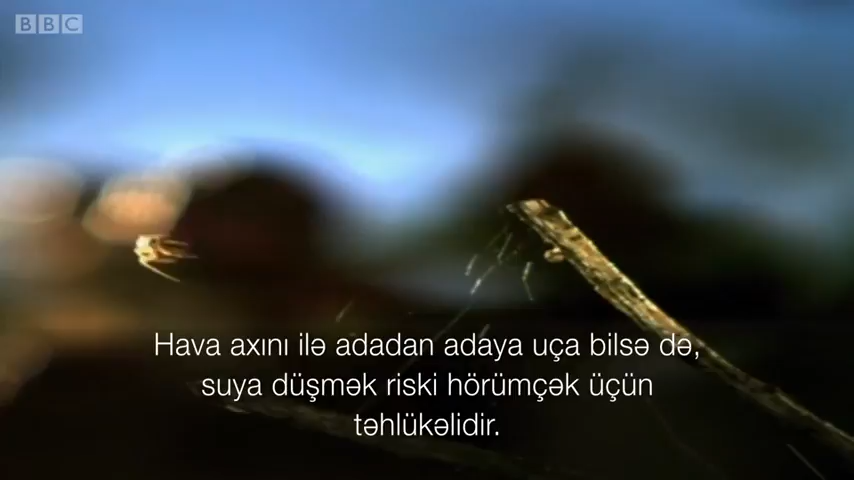 BBC
Hava axını ilə adadan adaya uça bilsə də,
suya düşmək riski hörümçək üçün
təhlükəlidir.